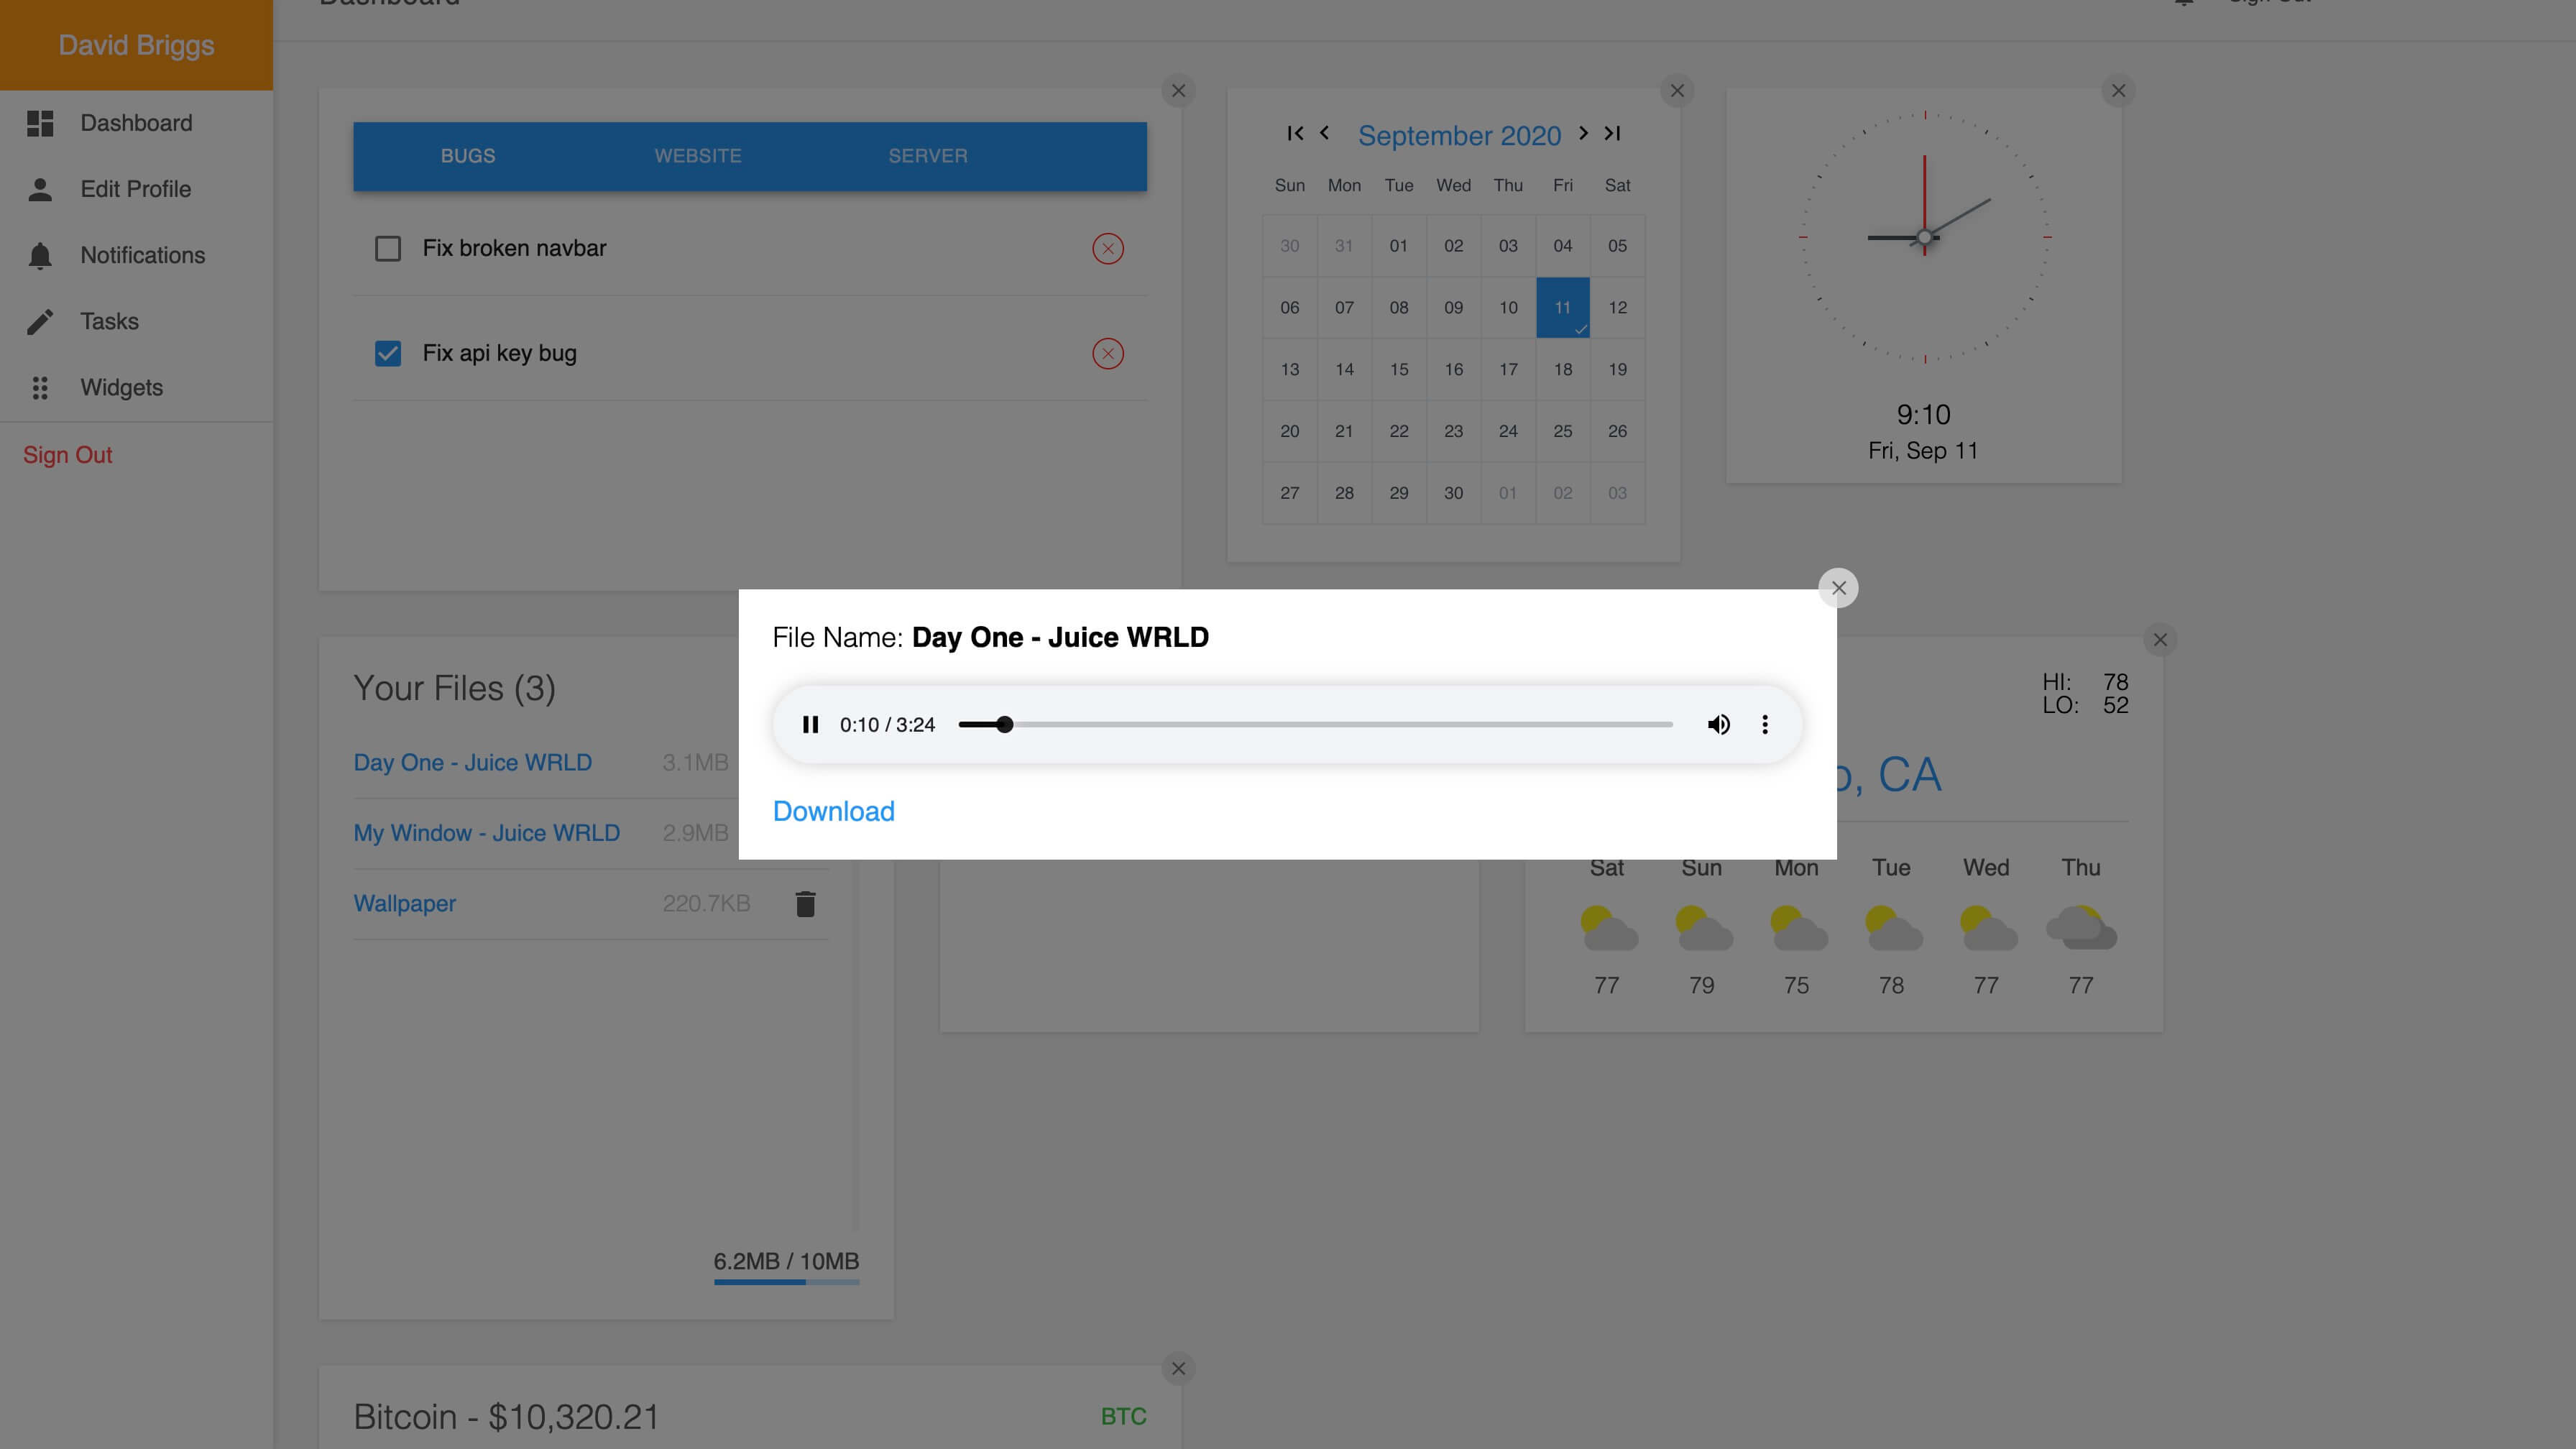 Dashboard
Sign Out
David Briggs
Dashboard
Edit Profile
Notifications
Tasks
Widgets
Sign Out
BUGS WEBSITE SERVER
Fix broken navbar
Fix api key bug
September 2020
Sun Mon Tue Wed Thu Fri Sat
30 31 01 02 03 04 05
06 07 08 09 10 11 12
13 14 15 16 17 18 19
20 21 22 23 24 25 26
27 28 29 30 01 02 03
9:10
Fri, Sep 11
File Name: Day One - Juice WRLD
0:10 / 3:24
Download
Your Files (3)
Day One - Juice WRLD 3.1MB
My Window - Juice WRLD 2.9MB
Wallpaper 220.7KB
6.2MB / 10MB
HI: 78
LO: 52
CA
Sat Sun Mon Tue Wed Thu
77 79 75 78 77 77
Bitcoin - $10,320.21 BTC